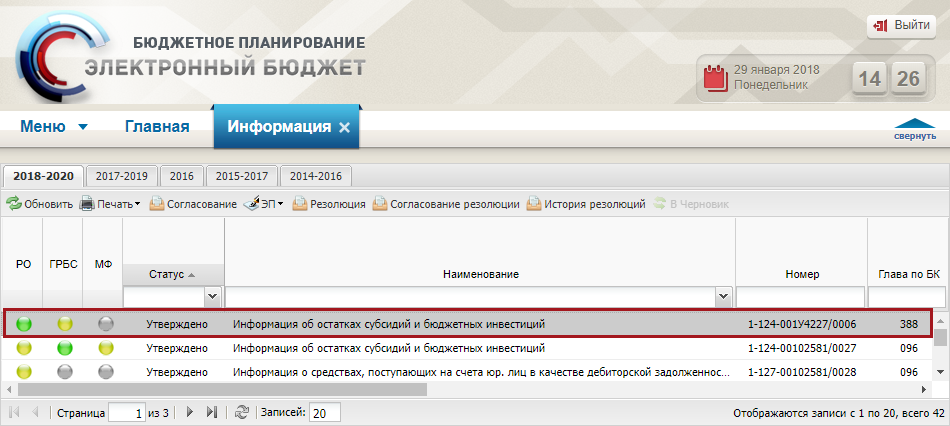 Выйти
БЮДЖЕТНОЕ ПЛАНИРОВАНИЕ
ЭЛЕКТРОННЫЙ БЮДЖЕТ
29 января 2018
Понедельник
14 26
Меню Главная Информация
свернуть
2018-2020 2017-2019 2016 2015-2017 2014-2016
Обновить Печать Согласование ЭП Резолюция Согласование резолюции История резолюций В Черновик
РО ГРБС МФ Статус Наименование Номер Глава по БК
Утверждено Информация об остатках субсидий и бюджетных инвестиций 1-124-001У4227/0006 388
Утверждено Информация об остатках субсидий и бюджетных инвестиций 1-124-00102581/0027 096
Утверждено Информация о средствах, поступающих на счета юр. лиц в качестве дебиторской задолженнос... 1-127-00102581/0028 096
Страница 1 из 3 Записей: 20 Отображаются записи с 1 по 20, всего 42